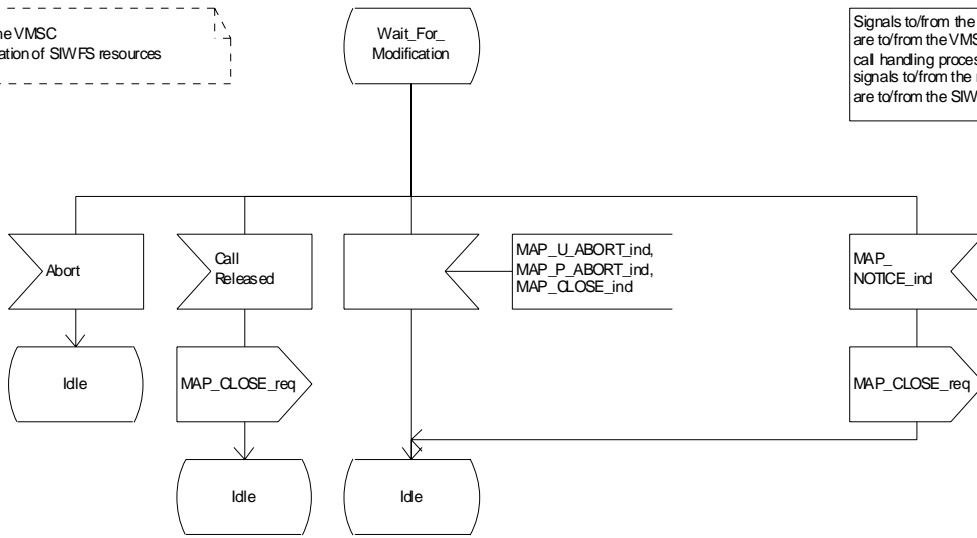 he VMSC
ation of SIWFS resources
Wait_For_
Modification
Signals to/from the
are to/from the VMS
call handling proces
signals to/from the
are to/from the SIW
Abort
Call
Released
MAP_U_ABORT_ind,
MAP_P_ABORT_ind,
MAP_CLOSE_ind
MAP_
NOTICE_ind
Idle
MAP_CLOSE_req
MAP_CLOSE_req
Idle
Idle